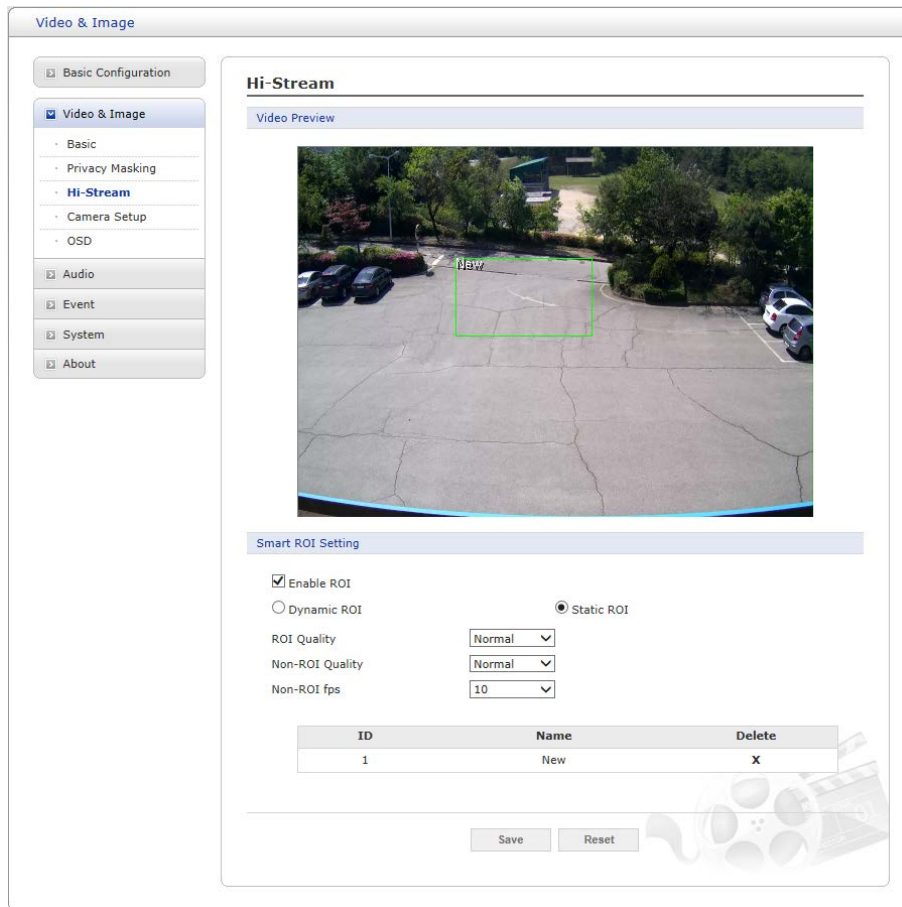 Video & Image
Basic Configuration
Video & Image
Basic
Privacy Masking
Hi-Stream
Camera Setup
OSD
Audio
Event
System
About
Hi-Stream
Video Preview
New
Smart ROI Setting
Enable ROI
Dynamic ROI Static ROI
ROI Quality Normal
Non-ROI Quality Normal
Non-ROI fps 10
ID Name Delete
1 New X
Save Reset